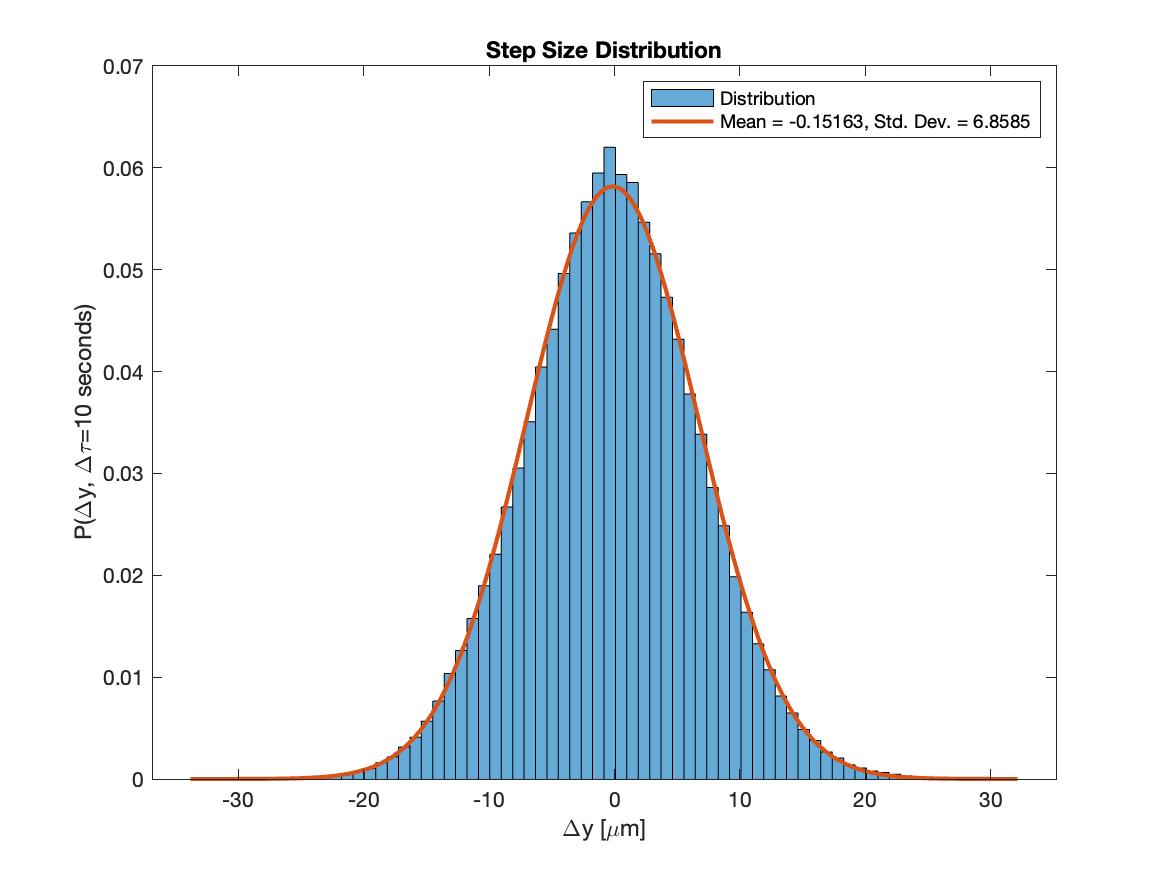 Step Size Distribution
Distribution
Mean = -0.15163, Std. Dev. = 6.8585
0.07
0.06
0.05
0.04
0.03
0.02
0.01
0
P(Δy, Δτ=10 seconds)
-30 -20 -10 0 10 20 30
Δy [μm]